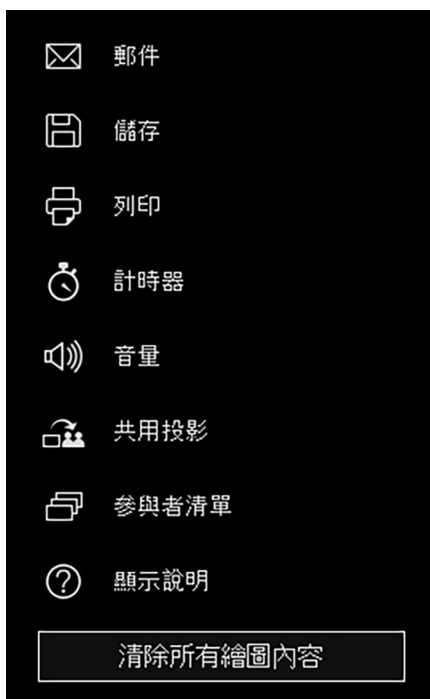 郵件
儲存
列印
計時器
音量
共用投影
參與者清單
顯示說明
清除所有繪圖內容